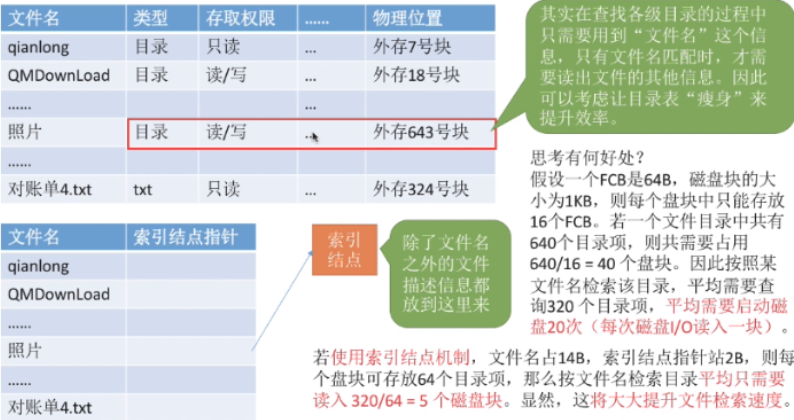 文件名 类型 存取权限 …… 物理位置
qianlong 目录 只读 ... 外存7号块
QMDownLoad 目录 读/写 ... 外存18号块
…… ...
照片 目录 读/写 ... 外存643号块
……
对账单4.txt txt 只读 ... 外存324号块
其实在查找各级目录的过程中
只需要用到“文件名”这个信
息，只有文件名匹配时，才需
要读出文件的其他信息。因此
可以考虑让目录表“瘦身”来
提升效率。
思考有何好处？
假设一个FCB是64B，磁盘块的大
小为1KB，则每个盘块中只能存放
16个FCB。若一个文件目录中共有
640个目录项，则共需要占用
640/16 = 40 个盘块。因此按照某
文件名检索该目录，平均需要查
询320 个目录项，平均需要启动磁
盘20次（每次磁盘I/O读入一块）。
文件名 索引结点指针
qianlong
QMDownLoad
……
照片
……
对账单4.txt
索引
结点
除了文件名
之外的文件
描述信息都
放到这里来
若使用索引结点机制，文件名占14B，索引结点指针站2B，则每
个盘块可存放64个目录项，那么按文件名检索目录平均只需要
读入 320/64 = 5 个磁盘块。显然，这将大大提升文件检索速度。